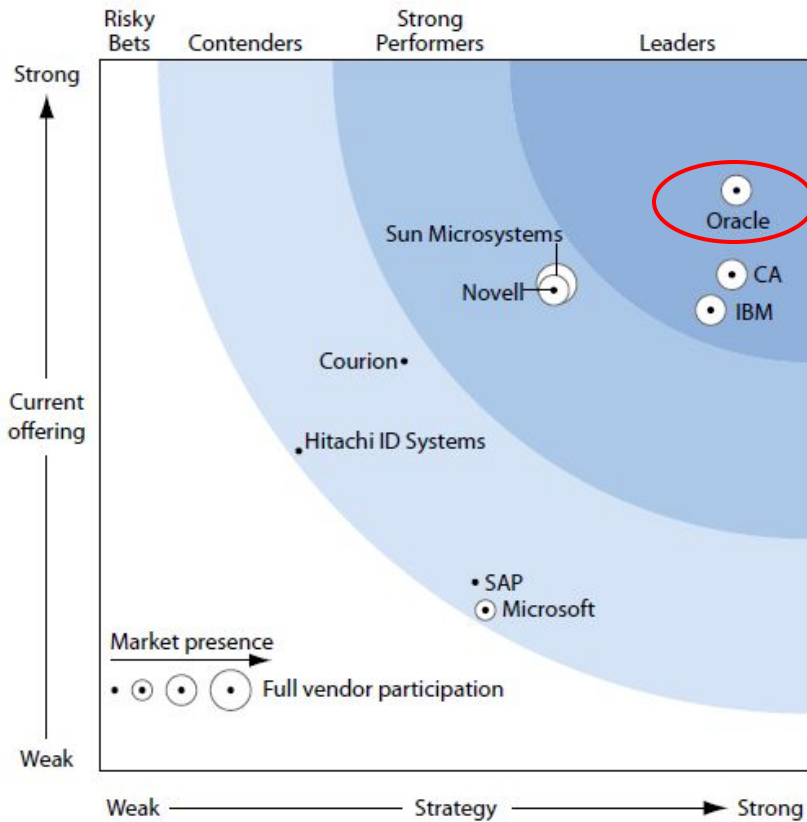 Risky
Bets
Contenders
Strong
Performers
Leaders
Strong
Oracle
Sun Microsystems
CA
Novell
IBM
Courion
Current
offering
Hitachi ID Systems
SAP
Microsoft
Market presence
Full vendor participation
Weak
Weak
Strategy
Strong